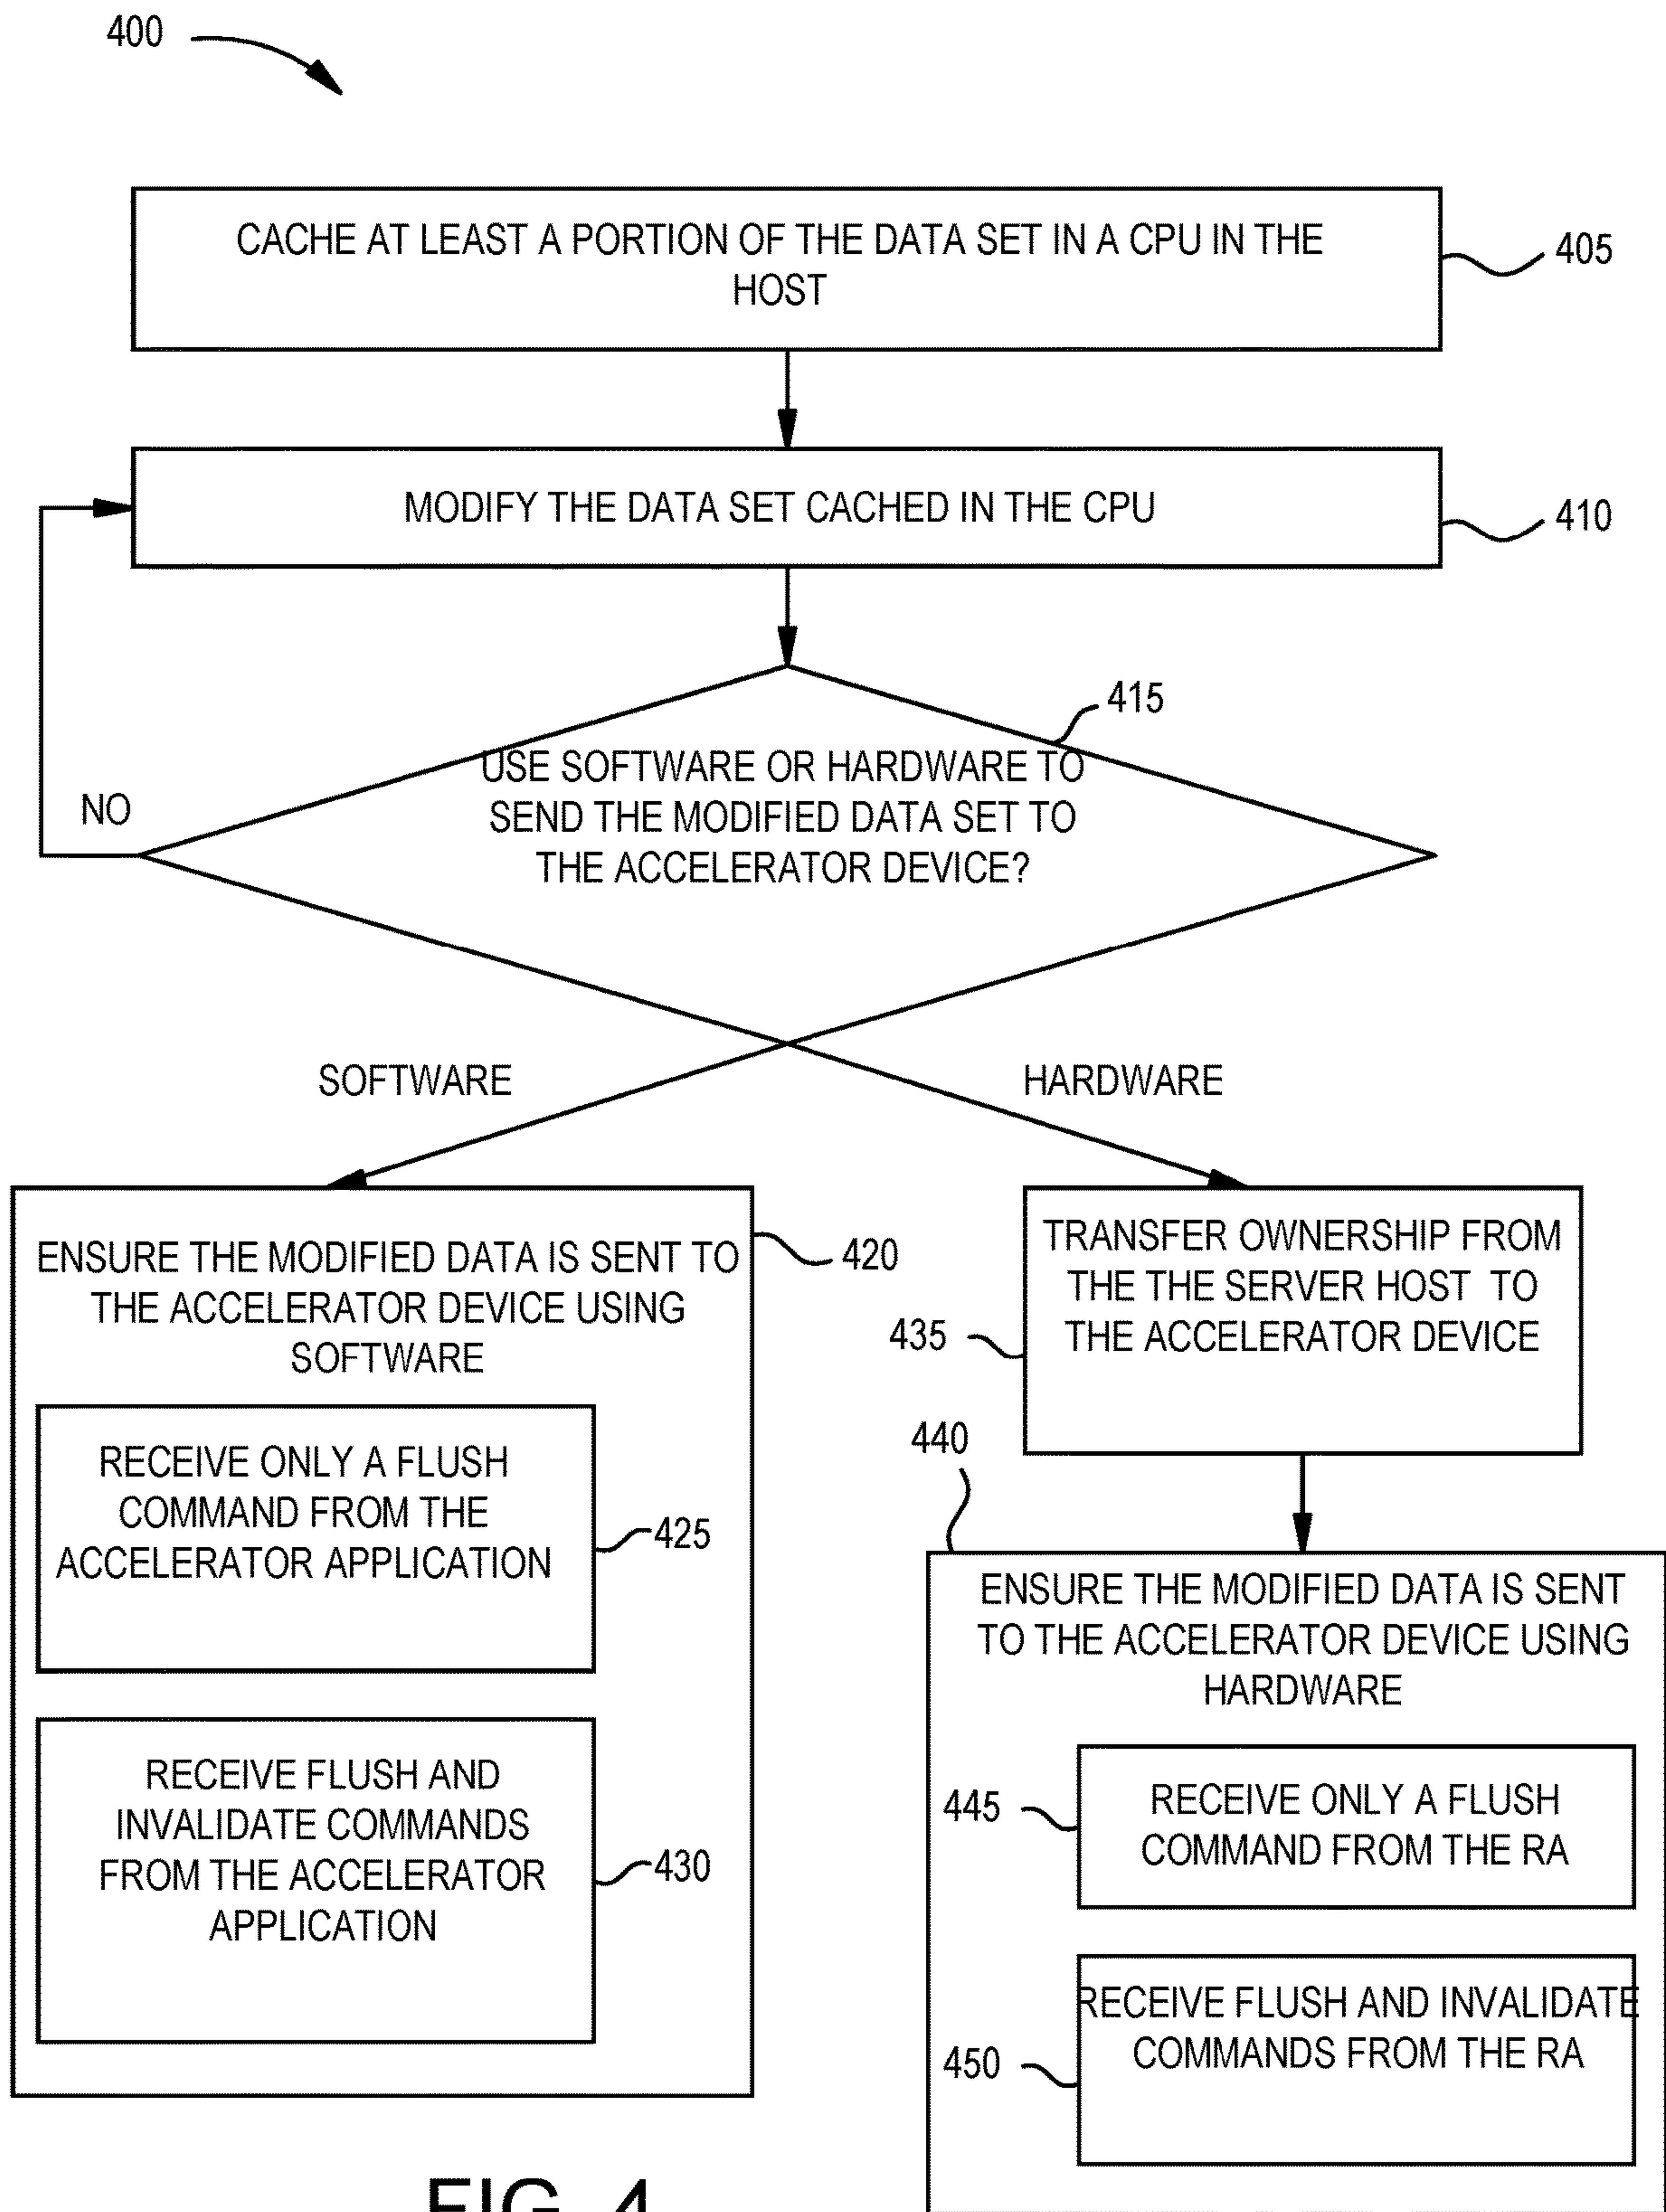 400
CACHE AT LEAST A PORTION OF THE DATA SET IN A CPU IN THE
HOST
405
MODIFY THE DATA SET CACHED IN THE CPU
410
415
USE SOFTWARE OR HARDWARE TO
SEND THE MODIFIED DATA SET TO
THE ACCELERATOR DEVICE?
NO
SOFTWARE
HARDWARE
ENSURE THE MODIFIED DATA IS SENT TO
THE ACCELERATOR DEVICE USING
SOFTWARE
420
RECEIVE ONLY A FLUSH
COMMAND FROM THE
ACCELERATOR APPLICATION
425
RECEIVE FLUSH AND
INVALIDATE COMMANDS
FROM THE ACCELERATOR
APPLICATION
430
TRANSFER OWNERSHIP FROM
THE THE SERVER HOST TO
THE ACCELERATOR DEVICE
435
440
ENSURE THE MODIFIED DATA IS SENT
TO THE ACCELERATOR DEVICE USING
HARDWARE
RECEIVE ONLY A FLUSH
COMMAND FROM THE RA
445
RECEIVE FLUSH AND INVALIDATE
COMMANDS FROM THE RA
450
FIG. 4